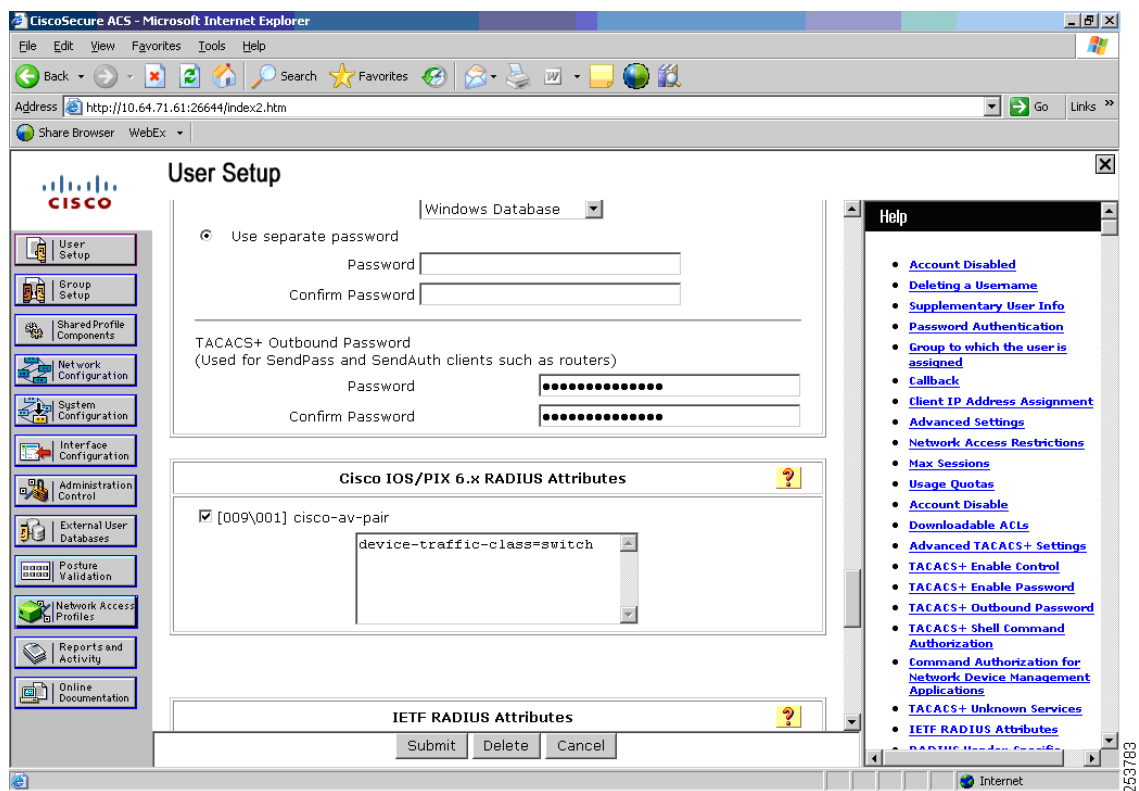 CiscoSecure ACS - Microsoft Internet Explorer
File Edit View Favorites Tools Help
Back Search Favorites
Address http://10.64.71.61:26644/index2.htm Go Links »
Share Browser WebEx
CISCO
User Setup
User
Setup
Group
Setup
Shared Profile
Components
Network
Configuration
System
Configuration
Interface
Configuration
Administration
Control
External User
Databases
Posture
Validation
Network Access
Profiles
Reports and
Activity
Online
Documentation
Windows Database
Use separate password
Password
Confirm Password
TACACS+ Outbound Password
(Used for SendPass and SendAuth clients such as routers)
Password ●●●●●●●●●●●●●●
Confirm Password ●●●●●●●●●●●●●●
Cisco IOS/PIX 6.x RADIUS Attributes ?
[009\001] cisco-av-pair
device-traffic-class=switch
IETF RADIUS Attributes ?
Submit Delete Cancel
Help
Account Disabled
Deleting a Username
Supplementary User Info
Password Authentication
Group to which the user is
assigned
Callback
Client IP Address Assignment
Advanced Settings
Network Access Restrictions
Max Sessions
Usage Quotas
Account Disable
Downloadable ACLs
Advanced TACACS+ Settings
TACACS+ Enable Control
TACACS+ Enable Password
TACACS+ Outbound Password
TACACS+ Shell Command
Authorization
Command Authorization for
Network Device Management
Applications
TACACS+ Unknown Services
IETF RADIUS Attributes
Internet
253783